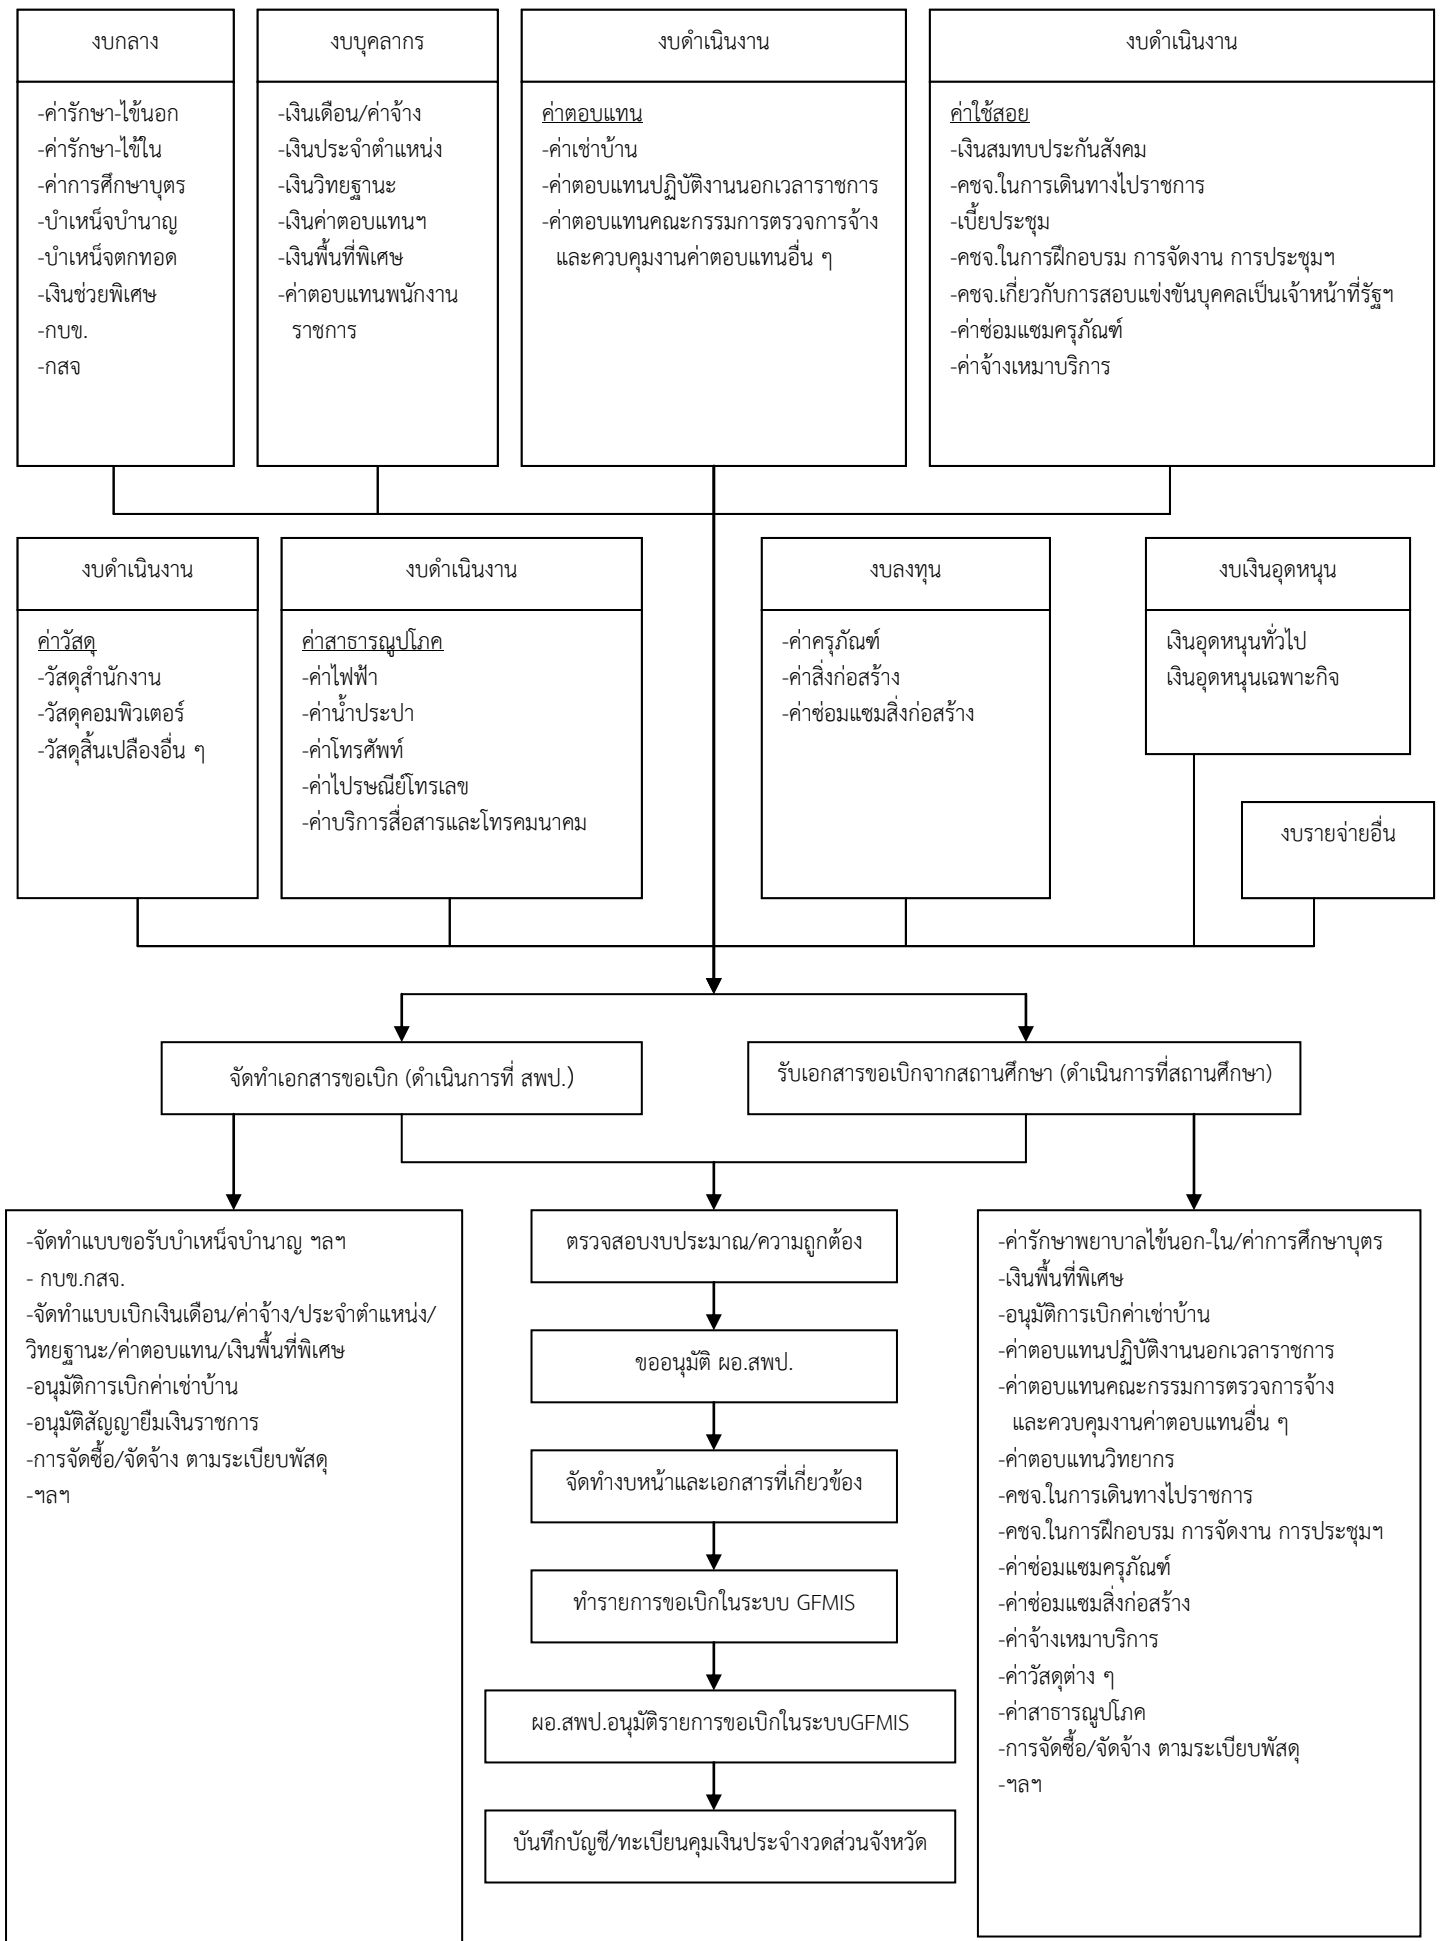 งบกลาง
-ค่ารักษา-ไข้นอก
-ค่ารักษา-ไข้ใน
-ค่าการศึกษาบุตร
-บำเหน็จบำนาญ
-บำเหน็จตกทอด
-เงินช่วยพิเศษ
-กบข.
-กสจ
งบบุคลากร
-เงินเดือน/ค่าจ้าง
-เงินประจำตำแหน่ง
-เงินวิทยฐานะ
-เงินค่าตอบแทนฯ
-เงินพื้นที่พิเศษ
-ค่าตอบแทนพนักงาน
ราชการ
งบดำเนินงาน
ค่าตอบแทน
-ค่าเช่าบ้าน
-ค่าตอบแทนปฏิบัติงานนอกเวลาราชการ
-ค่าตอบแทนคณะกรรมการตรวจการจ้าง
และควบคุมงานค่าตอบแทนอื่น ๆ
งบดำเนินงาน
ค่าใช้สอย
-เงินสมทบประกันสังคม
-คชจ.ในการเดินทางไปราชการ
-เบี้ยประชุม
-คชจ.ในการฝึกอบรม การจัดงาน การประชุมฯ
-คชจ.เกี่ยวกับการสอบแข่งขันบุคคลเป็นเจ้าหน้าที่รัฐฯ
-ค่าซ่อมแซมครุภัณฑ์
-ค่าจ้างเหมาบริการ
งบดำเนินงาน
ค่าวัสดุ
-วัสดุสำนักงาน
-วัสดุคอมพิวเตอร์
-วัสดุสิ้นเปลืองอื่น ๆ
งบดำเนินงาน
ค่าสาธารณูปโภค
-ค่าไฟฟ้า
-ค่าน้ำประปา
-ค่าโทรศัพท์
-ค่าไปรษณีย์โทรเลข
-ค่าบริการสื่อสารและโทรคมนาคม
งบลงทุน
-ค่าครุภัณฑ์
-ค่าสิ่งก่อสร้าง
-ค่าซ่อมแซมสิ่งก่อสร้าง
งบเงินอุดหนุน
เงินอุดหนุนทั่วไป
เงินอุดหนุนเฉพาะกิจ
งบรายจ่ายอื่น
จัดทำเอกสารขอเบิก (ดำเนินการที่ สพป.)
รับเอกสารขอเบิกจากสถานศึกษา (ดำเนินการที่สถานศึกษา)
-จัดทำแบบขอรับบำเหน็จบำนาญ ฯลฯ
- กบข.กสจ.
-จัดทำแบบเบิกเงินเดือน/ค่าจ้าง/ประจำตำแหน่ง/
วิทยฐานะ/ค่าตอบแทน/เงินพื้นที่พิเศษ
-อนุมัติการเบิกค่าเช่าบ้าน
-อนุมัติสัญญายืมเงินราชการ
-การจัดซื้อ/จัดจ้าง ตามระเบียบพัสดุ
-ฯลฯ
ตรวจสอบงบประมาณ/ความถูกต้อง
ขออนุมัติ ผอ.สพป.
จัดทำงบหน้าและเอกสารที่เกี่ยวข้อง
ทำรายการขอเบิกในระบบ GFMIS
ผอ.สพป.อนุมัติรายการขอเบิกในระบบGFMIS
บันทึกบัญชี/ทะเบียนคุมเงินประจำงวดส่วนจังหวัด
-ค่ารักษาพยาบาลไข้นอก-ใน/ค่าการศึกษาบุตร
-เงินพื้นที่พิเศษ
-อนุมัติการเบิกค่าเช่าบ้าน
-ค่าตอบแทนปฏิบัติงานนอกเวลาราชการ
-ค่าตอบแทนคณะกรรมการตรวจการจ้าง
และควบคุมงานค่าตอบแทนอื่น ๆ
-ค่าตอบแทนวิทยากร
-คชจ.ในการเดินทางไปราชการ
-คชจ.ในการฝึกอบรม การจัดงาน การประชุมฯ
-ค่าซ่อมแซมครุภัณฑ์
-ค่าซ่อมแซมสิ่งก่อสร้าง
-ค่าจ้างเหมาบริการ
-ค่าวัสดุต่าง ๆ
-ค่าสาธารณูปโภค
-การจัดซื้อ/จัดจ้าง ตามระเบียบพัสดุ
-ฯลฯ